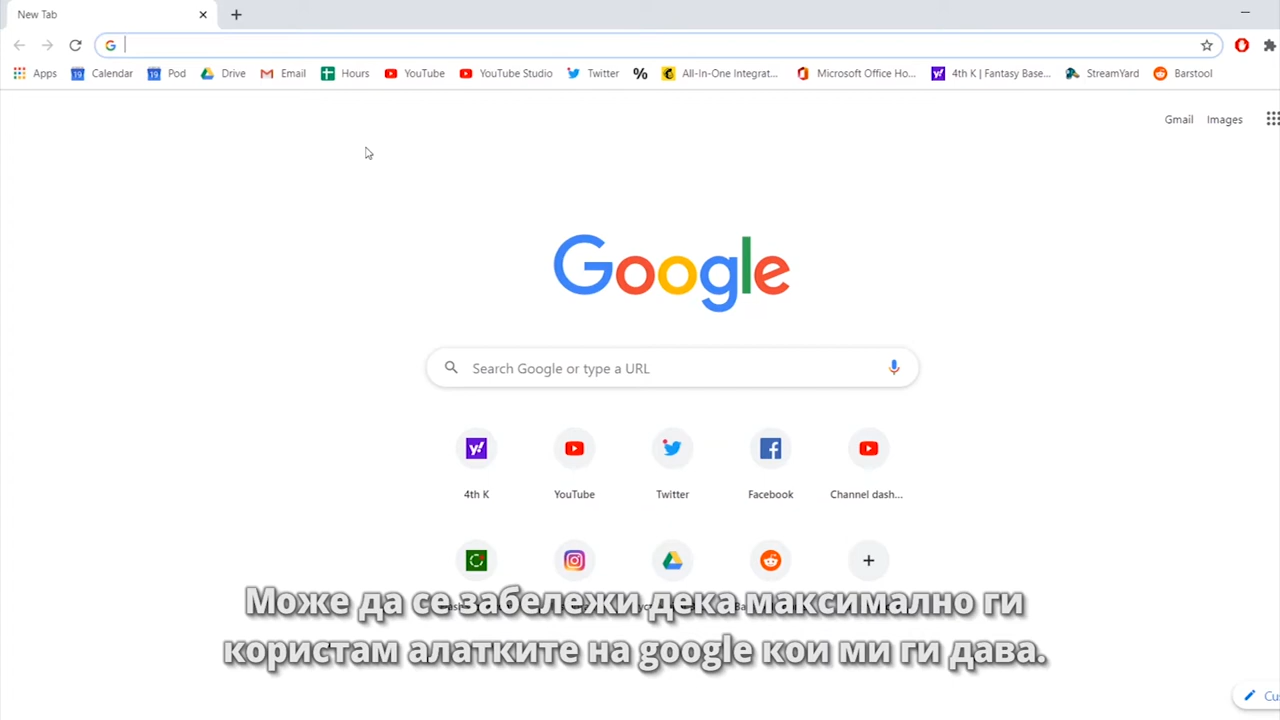 New Tab
Apps Calendar Pod Drive Email Hours YouTube YouTube Studio Twitter % All-In-One Integrat... Microsoft Office Ho... 4th K | Fantasy Base... StreamYard Barstool
Gmail Images
Google
Search Google or type a URL
4th K YouTube Twitter Facebook Channel dash...
Може да се забележи,дека максимално ги
користам алатките на google кои ми ги дава.